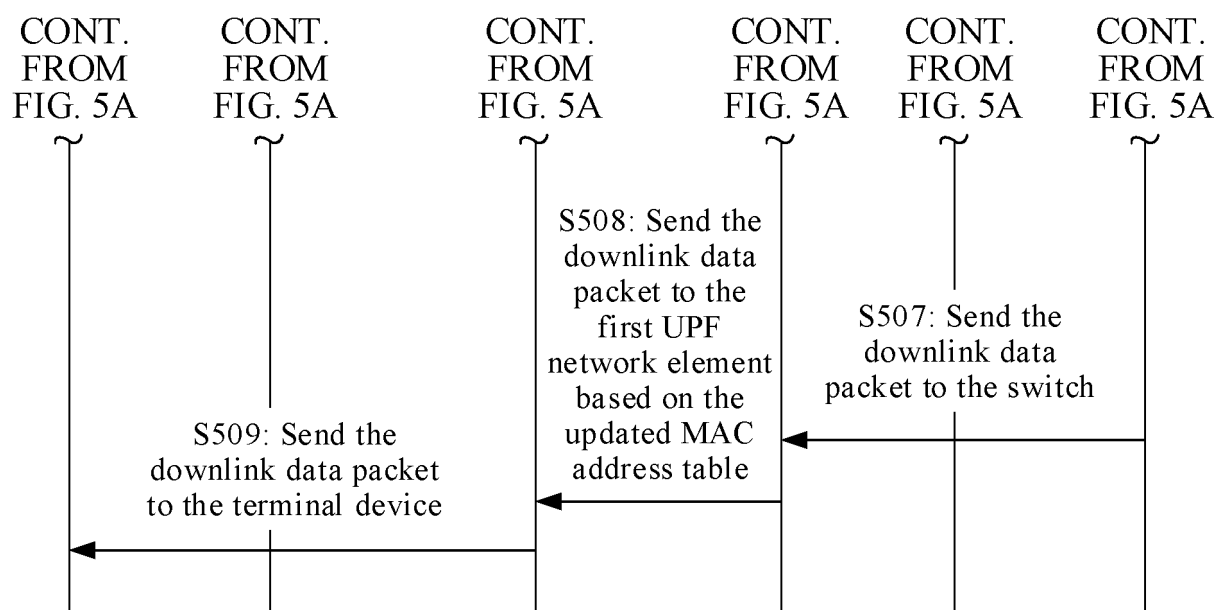 CONT. CONT. CONT. CONT. CONT. CONT.
FROM FROM FROM FROM FROM FROM
FIG. 5A FIG. 5A FIG. 5A FIG. 5A FIG. 5A FIG. 5A
S508: Send the
downlink data
packet to the
first UPF
network element
based on the
updated MAC
address table
S507: Send the
downlink data
packet to the switch
S509: Send the
downlink data packet
to the terminal device